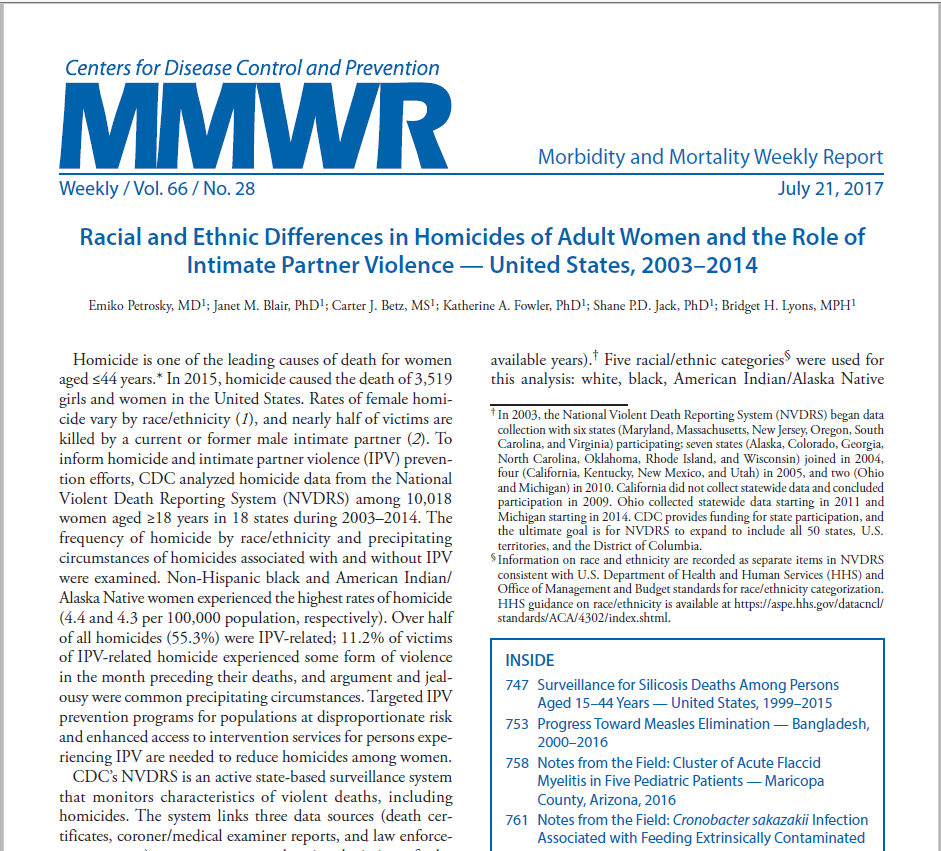 Centers for Disease Control and Prevention
MMWR
Morbidity and Mortality Weekly Report
Weekly / Vol. 66 / No. 28
July 21, 2017
Racial and Ethnic Differences in Homicides of Adult Women and the Role of
Intimate Partner Violence — United States, 2003–2014
Emiko Petrosky, MD¹; Janet M. Blair, PhD¹; Carter J. Betz, MS¹; Katherine A. Fowler, PhD¹; Shane P.D. Jack, PhD¹; Bridget H. Lyons, MPH¹
Homicide is one of the leading causes of death for women
aged ≤44 years.* In 2015, homicide caused the death of 3,519
girls and women in the United States. Rates of female homi-
cide vary by race/ethnicity (1), and nearly half of victims are
killed by a current or former male intimate partner (2). To
inform homicide and intimate partner violence (IPV) preven-
tion efforts, CDC analyzed homicide data from the National
Violent Death Reporting System (NVDRS) among 10,018
women aged ≥18 years in 18 states during 2003–2014. The
frequency of homicide by race/ethnicity and precipitating
circumstances of homicides associated with and without IPV
were examined. Non-Hispanic black and American Indian/
Alaska Native women experienced the highest rates of homicide
(4.4 and 4.3 per 100,000 population, respectively). Over half
of all homicides (55.3%) were IPV-related; 11.2% of victims
of IPV-related homicide experienced some form of violence
in the month preceding their deaths, and argument and jeal-
ousy were common precipitating circumstances. Targeted IPV
prevention programs for populations at disproportionate risk
and enhanced access to intervention services for persons expe-
riencing IPV are needed to reduce homicides among women.
CDC's NVDRS is an active state-based surveillance system
that monitors characteristics of violent deaths, including
homicides. The system links three data sources (death cer-
tificates, coroner/medical examiner reports, and law enforce-
available years).† Five racial/ethnic categories§ were used for
this analysis: white, black, American Indian/Alaska Native
† In 2003, the National Violent Death Reporting System (NVDRS) began data
collection with six states (Maryland, Massachusetts, New Jersey, Oregon, South
Carolina, and Virginia) participating; seven states (Alaska, Colorado, Georgia,
North Carolina, Oklahoma, Rhode Island, and Wisconsin) joined in 2004,
four (California, Kentucky, New Mexico, and Utah) in 2005, and two (Ohio
and Michigan) in 2010. California did not collect statewide data and concluded
participation in 2009. Ohio collected statewide data starting in 2011 and
Michigan starting in 2014. CDC provides funding for state participation, and
the ultimate goal is for NVDRS to expand to include all 50 states, U.S.
territories, and the District of Columbia.
§ Information on race and ethnicity are recorded as separate items in NVDRS
consistent with U.S. Department of Health and Human Services (HHS) and
Office of Management and Budget standards for race/ethnicity categorization.
HHS guidance on race/ethnicity is available at https://aspe.hhs.gov/datacncl/
standards/ACA/4302/index.shtml.
INSIDE
747 Surveillance for Silicosis Deaths Among Persons
Aged 15–44 Years — United States, 1999–2015
753 Progress Toward Measles Elimination — Bangladesh,
2000–2016
758 Notes from the Field: Cluster of Acute Flaccid
Myelitis in Five Pediatric Patients — Maricopa
County, Arizona, 2016
761 Notes from the Field: Cronobacter sakazakii Infection
Associated with Feeding Extrinsically Contaminated